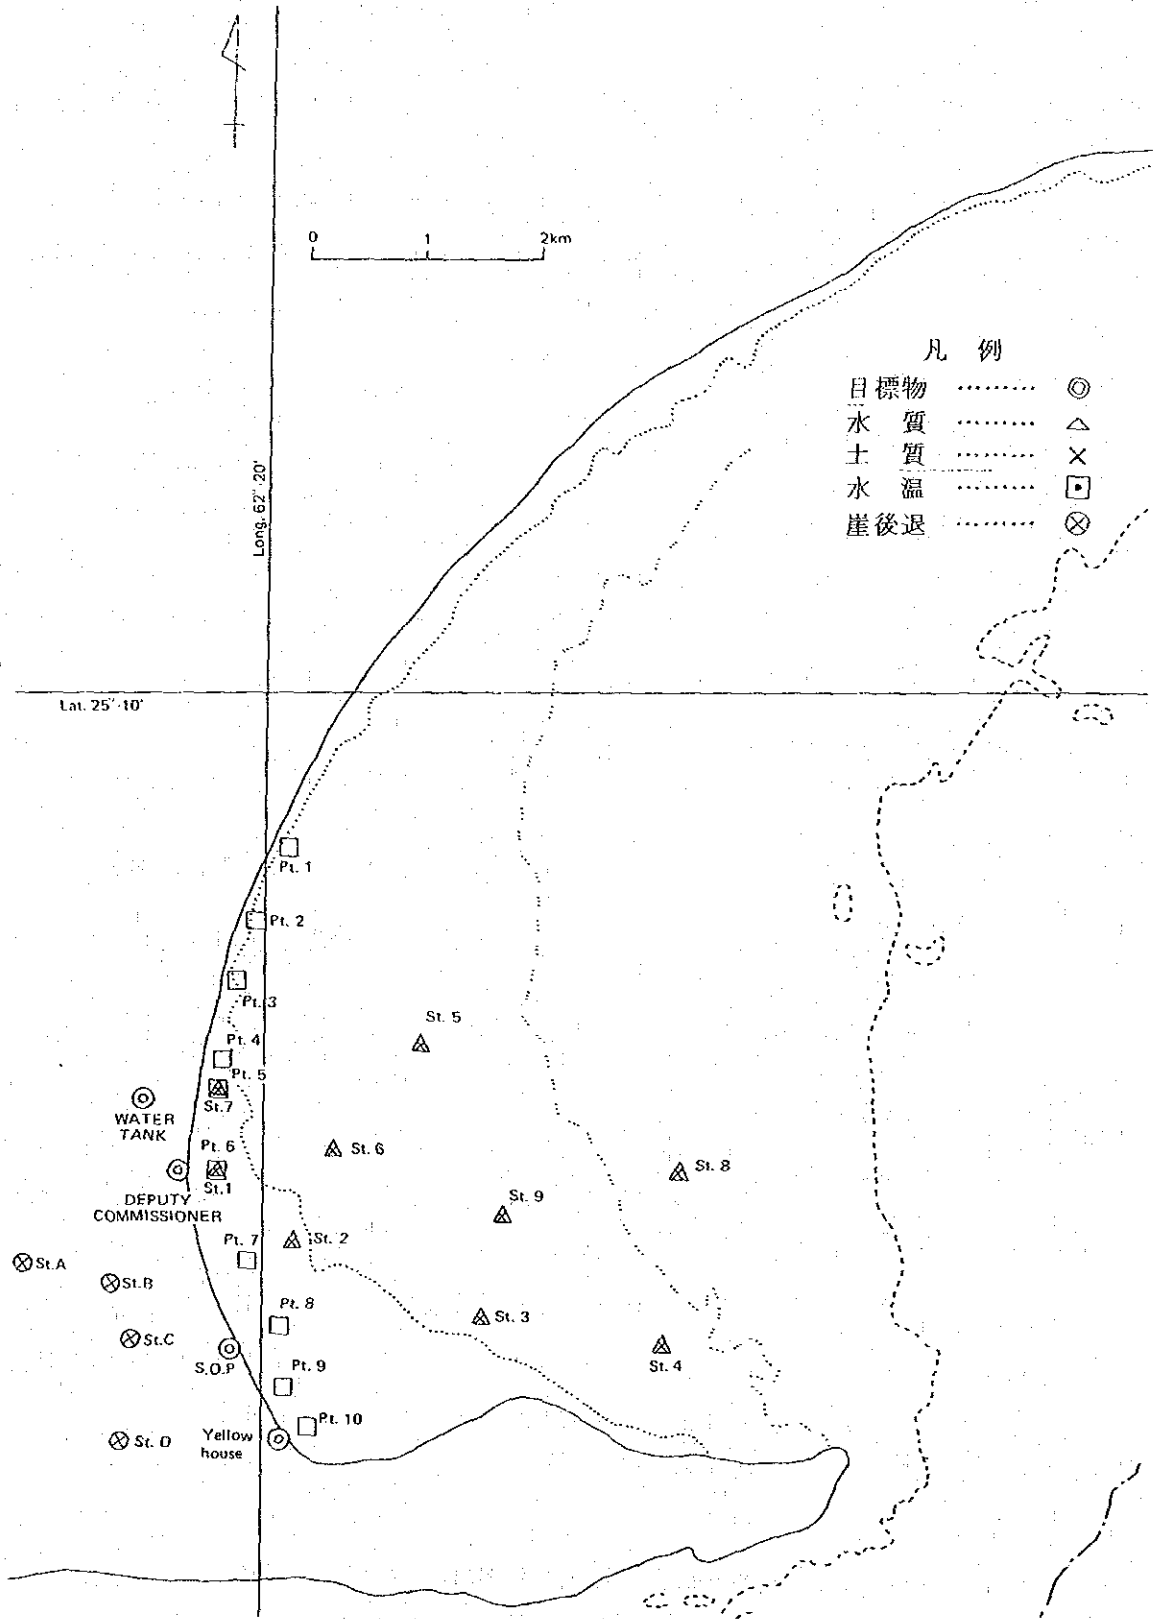 0 1 2km
凡 例
目標物 ········ ◎
水 質 ········ △
土 質 ········ ×
水 温 ········ ⊡
崖後退 ········ ⊗
Long. 62°·20'
Lat. 25°·10'
Pt. 1
Pt. 2
Pt. 3
St. 5
Pt. 4
Pt. 5
St.7
WATER
TANK
Pt. 6
St. 6
St. 8
St.1
DEPUTY
COMMISSIONER
St. 9
Pt. 7
St. 2
St.A
St.B
Pt. 8
St. 3
St.C
S.O.P
St. 4
Pt. 9
Pt. 10
St. D
Yellow
house